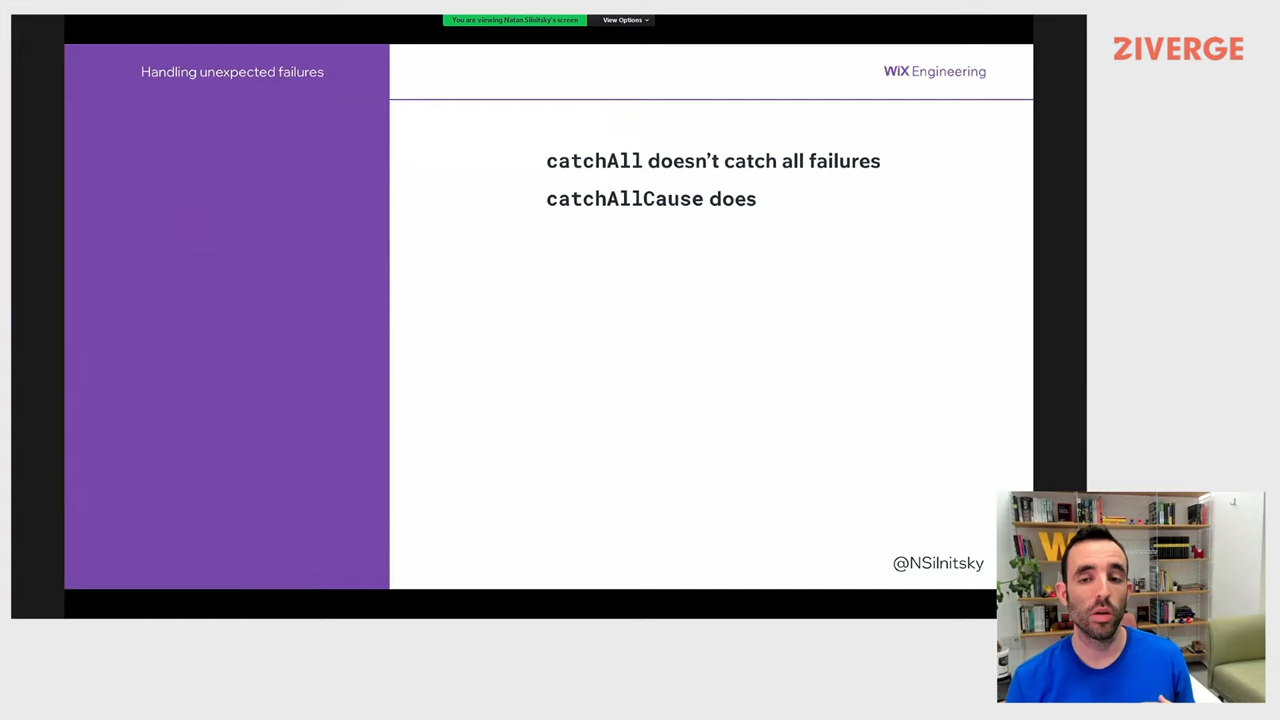 You are viewing Natan Silnitsky's screen
View Options
ZIVERGE
Handling unexpected failures
WiX Engineering
catchAll doesn't catch all failures
catchAllCause does
@NSilnitsky